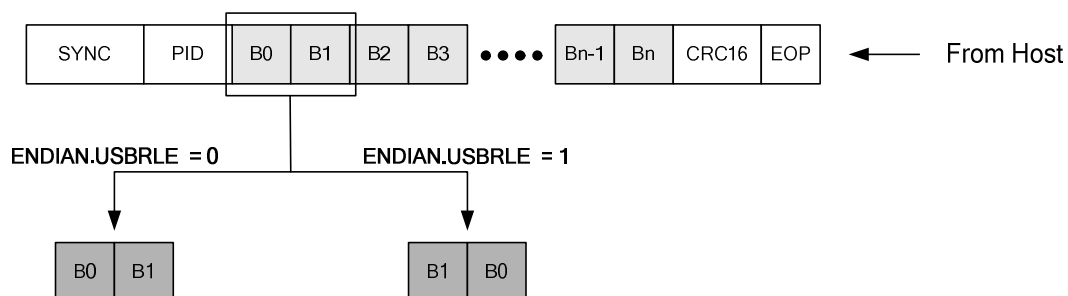 SYNC PID B0 B1 B2 B3 Bn-1 Bn CRC16 EOP From Host
ENDIAN.USBRLE = 0 ENDIAN.USBRLE = 1
B0 B1 B1 B0